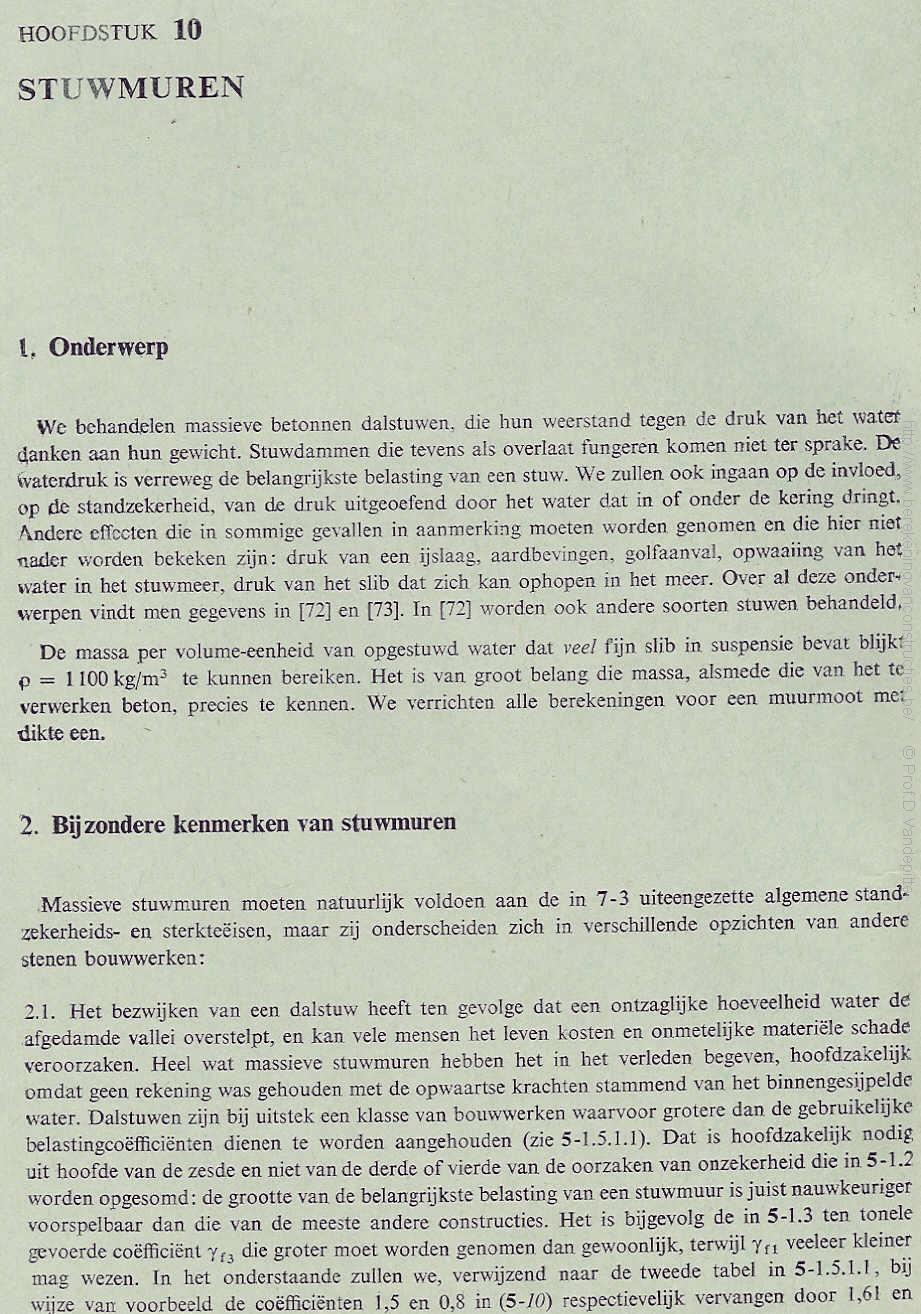 HOOFDSTUK 10
STUWMUREN
1. Onderwerp
We behandelen massieve betonnen dalstuwen, die hun weerstand tegen de druk van het water
danken aan hun gewicht. Stuwdammen die tevens als overlaat fungeren komen niet ter sprake. De
waterdruk is verreweg de belangrijkste belasting van een stuw. We zullen ook ingaan op de invloed,
op de standzekerheid, van de druk uitgeoefend door het water dat in of onder de kering dringt.
Andere effecten die in sommige gevallen in aanmerking moeten worden genomen en die hier niet
nader worden bekeken zijn: druk van een ijslaag, aardbevingen, golfaanval, opwaaiing van het
water in het stuwmeer, druk van het slib dat zich kan ophopen in het meer. Over al deze onder-
werpen vindt men gegevens in [72] en [73]. In [72] worden ook andere soorten stuwen behandeld.
De massa per volume-eenheid van opgestuwd water dat veel fijn slib in suspensie bevat blijkt
ρ = 1 100 kg/m³ te kunnen bereiken. Het is van groot belang die massa, alsmede die van het te
verwerken beton, precies te kennen. We verrichten alle berekeningen voor een muurmoot met
dikte een.
2. Bijzondere kenmerken van stuwmuren
Massieve stuwmuren moeten natuurlijk voldoen aan de in 7-3 uiteengezette algemene stand-
zekerheids- en sterkteëisen, maar zij onderscheiden zich in verschillende opzichten van andere
stenen bouwwerken:
2.1. Het bezwijken van een dalstuw heeft ten gevolge dat een ontzaglijke hoeveelheid water de
afgedamde vallei overstelpt, en kan vele mensen het leven kosten en onmetelijke materiële schade
veroorzaken. Heel wat massieve stuwmuren hebben het in het verleden begeven, hoofdzakelijk
omdat geen rekening was gehouden met de opwaartse krachten stammend van het binnengesijpelde
water. Dalstuwen zijn bij uitstek een klasse van bouwwerken waarvoor grotere dan de gebruikelijke
belastingcoëfficiënten dienen te worden aangehouden (zie 5-1.5.1.1). Dat is hoofdzakelijk nodig
uit hoofde van de zesde en niet van de derde of vierde van de oorzaken van onzekerheid die in 5-1.2
worden opgesomd: de grootte van de belangrijkste belasting van een stuwmuur is juist nauwkeuriger
voorspelbaar dan die van de meeste andere constructies. Het is bijgevolg de in 5-1.3 ten tonele
gevoerde coëfficiënt γf3 die groter moet worden genomen dan gewoonlijk, terwijl γf1 veeleer kleiner
mag wezen. In het onderstaande zullen we, verwijzend naar de tweede tabel in 5-1.5.1.1, bij
wijze van voorbeeld de coëfficiënten 1,5 en 0,8 in (5-10) respectievelijk vervangen door 1,61 en
© Prof D. Vandepitte